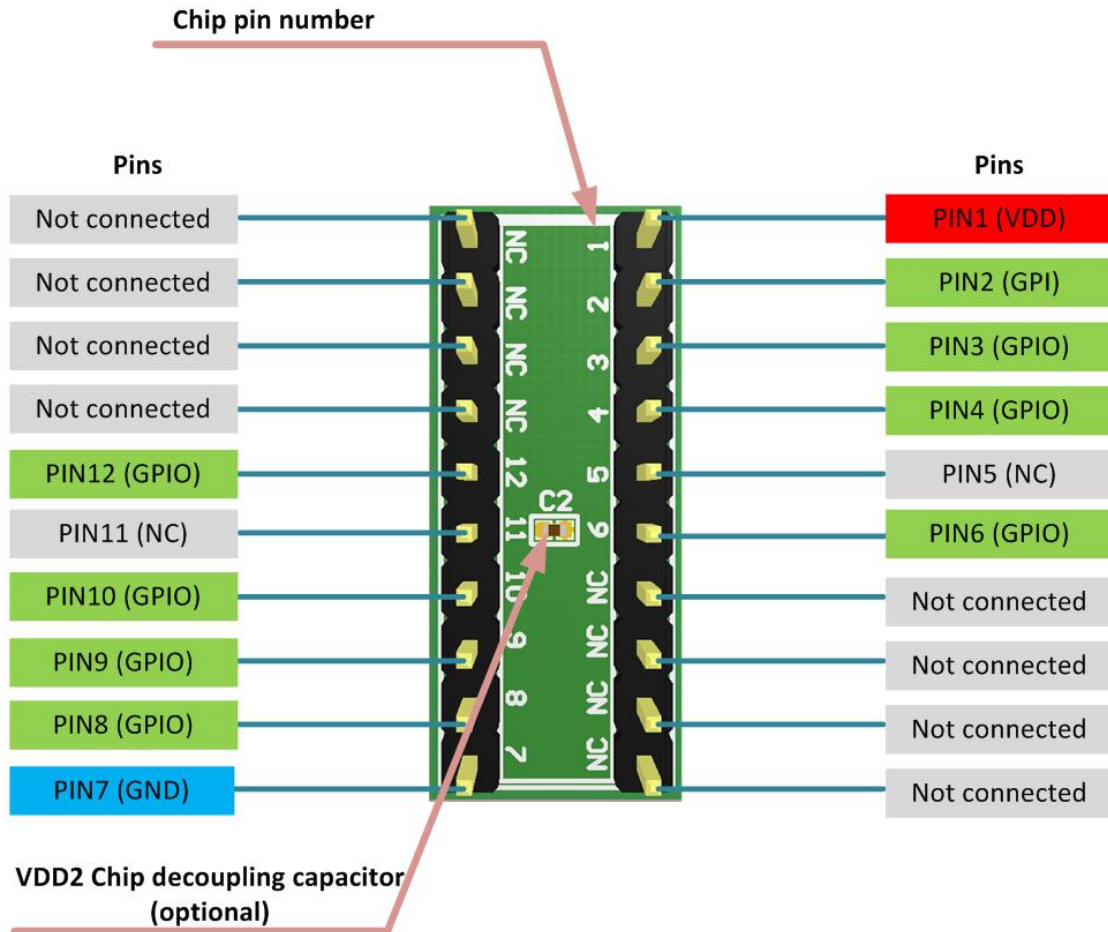 Chip pin number
Pins
Pins
Not connected
Not connected
Not connected
Not connected
PIN12 (GPIO)
PIN11 (NC)
PIN10 (GPIO)
PIN9 (GPIO)
PIN8 (GPIO)
PIN7 (GND)
NC
NC
NC
NC
12
11
10
9
8
7
C2
1
2
3
4
5
6
NC
NC
NC
NC
PIN1 (VDD)
PIN2 (GPI)
PIN3 (GPIO)
PIN4 (GPIO)
PIN5 (NC)
PIN6 (GPIO)
Not connected
Not connected
Not connected
Not connected
VDD2 Chip decoupling capacitor
(optional)